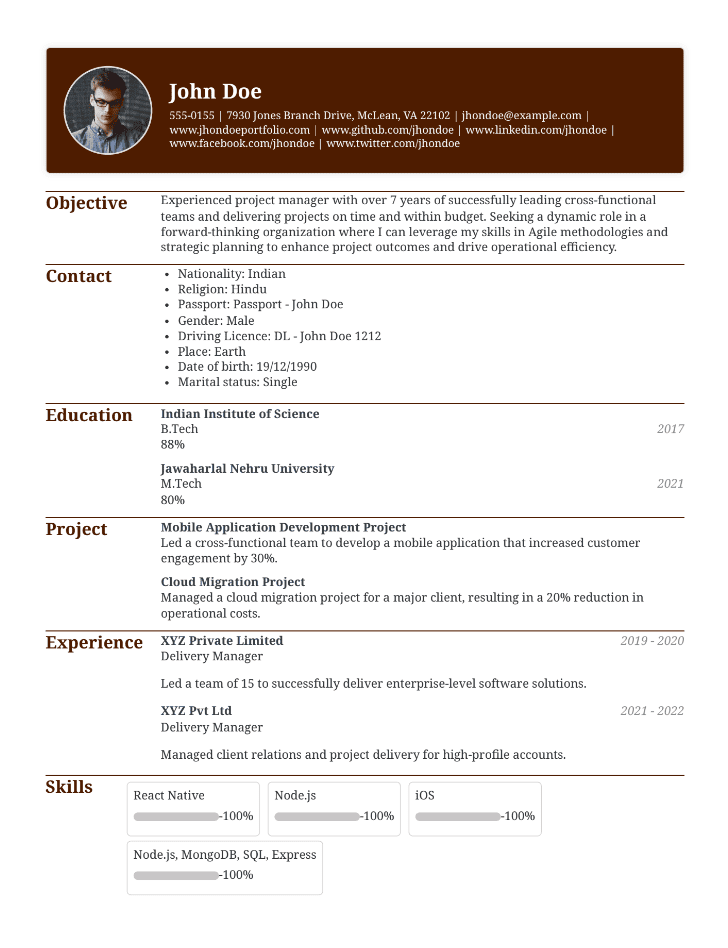 John Doe
555-0155 | 7930 Jones Branch Drive, McLean, VA 22102 | jhondoe@example.com |
www.jhondoeportfolio.com | www.github.com/jhondoe | www.linkedin.com/jhondoe |
www.facebook.com/jhondoe | www.twitter.com/jhondoe
Objective
Experienced project manager with over 7 years of successfully leading cross-functional
teams and delivering projects on time and within budget. Seeking a dynamic role in a
forward-thinking organization where I can leverage my skills in Agile methodologies and
strategic planning to enhance project outcomes and drive operational efficiency.
Contact
• Nationality: Indian
• Religion: Hindu
• Passport: Passport - John Doe
• Gender: Male
• Driving Licence: DL - John Doe 1212
• Place: Earth
• Date of birth: 19/12/1990
• Marital status: Single
Education
Indian Institute of Science
B.Tech 2017
88%
Jawaharlal Nehru University
M.Tech 2021
80%
Project
Mobile Application Development Project
Led a cross-functional team to develop a mobile application that increased customer
engagement by 30%.
Cloud Migration Project
Managed a cloud migration project for a major client, resulting in a 20% reduction in
operational costs.
Experience
XYZ Private Limited 2019 - 2020
Delivery Manager
Led a team of 15 to successfully deliver enterprise-level software solutions.
XYZ Pvt Ltd 2021 - 2022
Delivery Manager
Managed client relations and project delivery for high-profile accounts.
Skills
React Native
-100%
Node.js
-100%
iOS
-100%
Node.js, MongoDB, SQL, Express
-100%